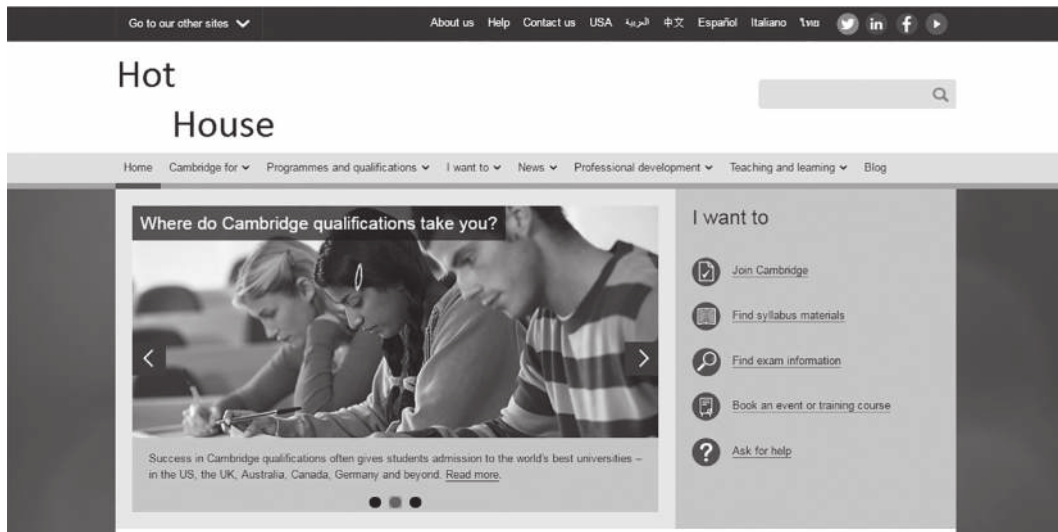 Go to our other sites
About us Help Contact us USA العربية 中文 Español Italiano ไทย
Hot
House
Home Cambridge for Programmes and qualifications I want to News Professional development Teaching and learning Blog
Where do Cambridge qualifications take you?
Success in Cambridge qualifications often gives students admission to the world's best universities –
in the US, the UK, Australia, Canada, Germany and beyond. Read more.
I want to
Join Cambridge
Find syllabus materials
Find exam information
Book an event or training course
Ask for help